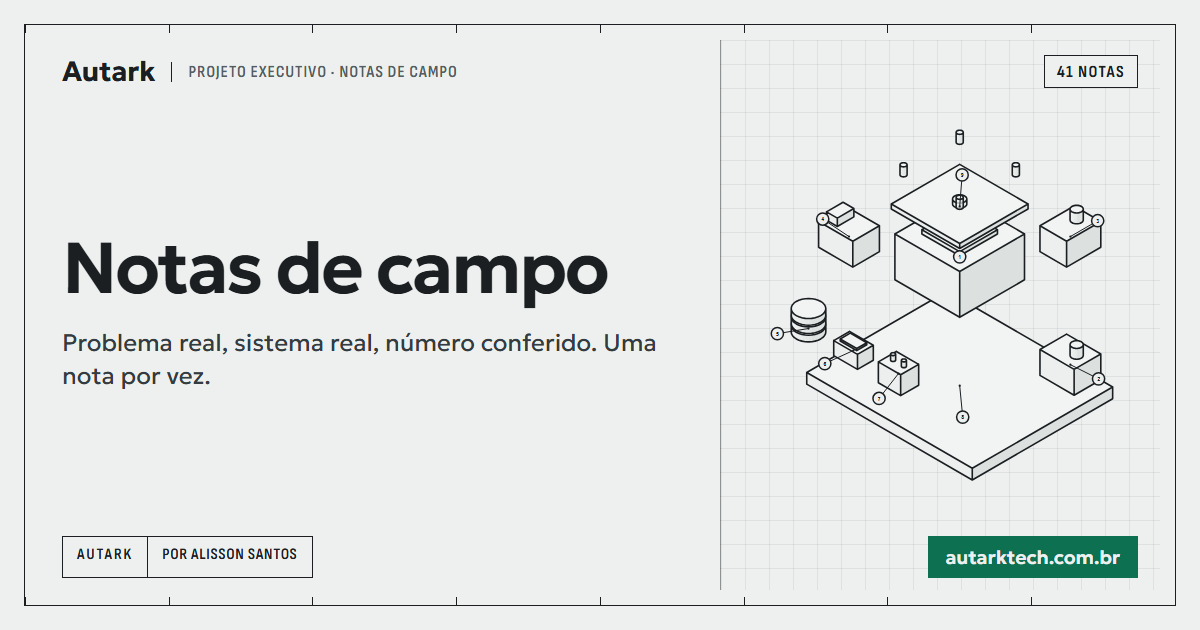 Autark
PROJETO EXECUTIVO · NOTAS DE CAMPO
41 NOTAS
Notas de campo
Problema real, sistema real, número conferido. Uma
nota por vez.
AUTARK
POR ALISSON SANTOS
autarktech.com.br